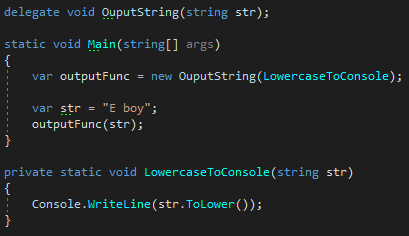 delegate void OuputString(string str);
static void Main(string[] args)
{
var outputFunc = new OuputString(LowercaseToConsole);
var str = "E boy";
outputFunc(str);
}
private static void LowercaseToConsole(string str)
{
Console.WriteLine(str.ToLower());
}